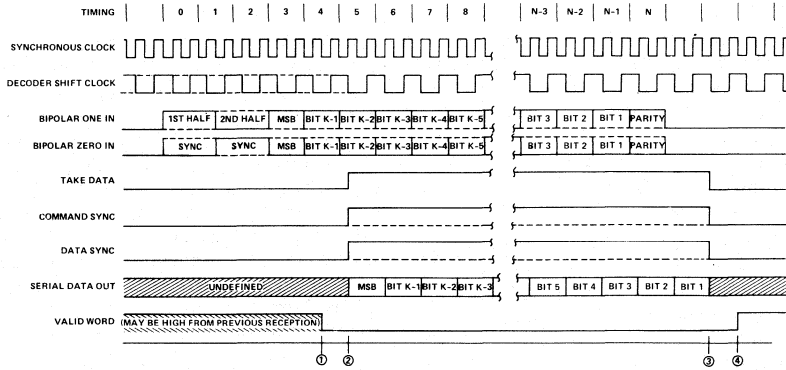 TIMING 0 1 2 3 4 5 6 7 8 N-3 N-2 N-1 N
SYNCHRONOUS CLOCK
DECODER SHIFT CLOCK
BIPOLAR ONE IN 1ST HALF 2ND HALF MSB BIT K-1 BIT K-2 BIT K-3 BIT K-4 BIT K-5 BIT 3 BIT 2 BIT 1 PARITY
BIPOLAR ZERO IN SYNC SYNC MSB BIT K-1 BIT K-2 BIT K-3 BIT K-4 BIT K-5 BIT 3 BIT 2 BIT 1 PARITY
TAKE DATA
COMMAND SYNC
DATA SYNC
SERIAL DATA OUT UNDEFINED MSB BIT K-1 BIT K-2 BIT K-3 BIT 5 BIT 4 BIT 3 BIT 2 BIT 1
VALID WORD (MAY BE HIGH FROM PREVIOUS RECEPTION)
① ② ③ ④